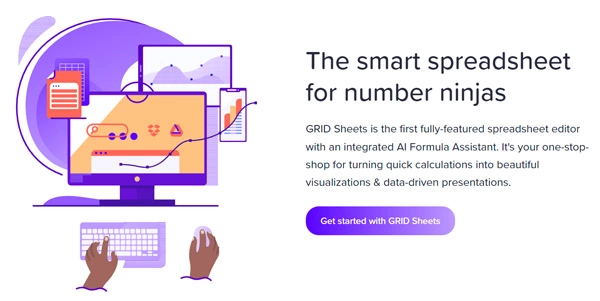 The smart spreadsheet
for number ninjas
GRID Sheets is the first fully-featured spreadsheet editor
with an integrated AI Formula Assistant. It's your one-stop-
shop for turning quick calculations into beautiful
visualizations & data-driven presentations.
Get started with GRID Sheets